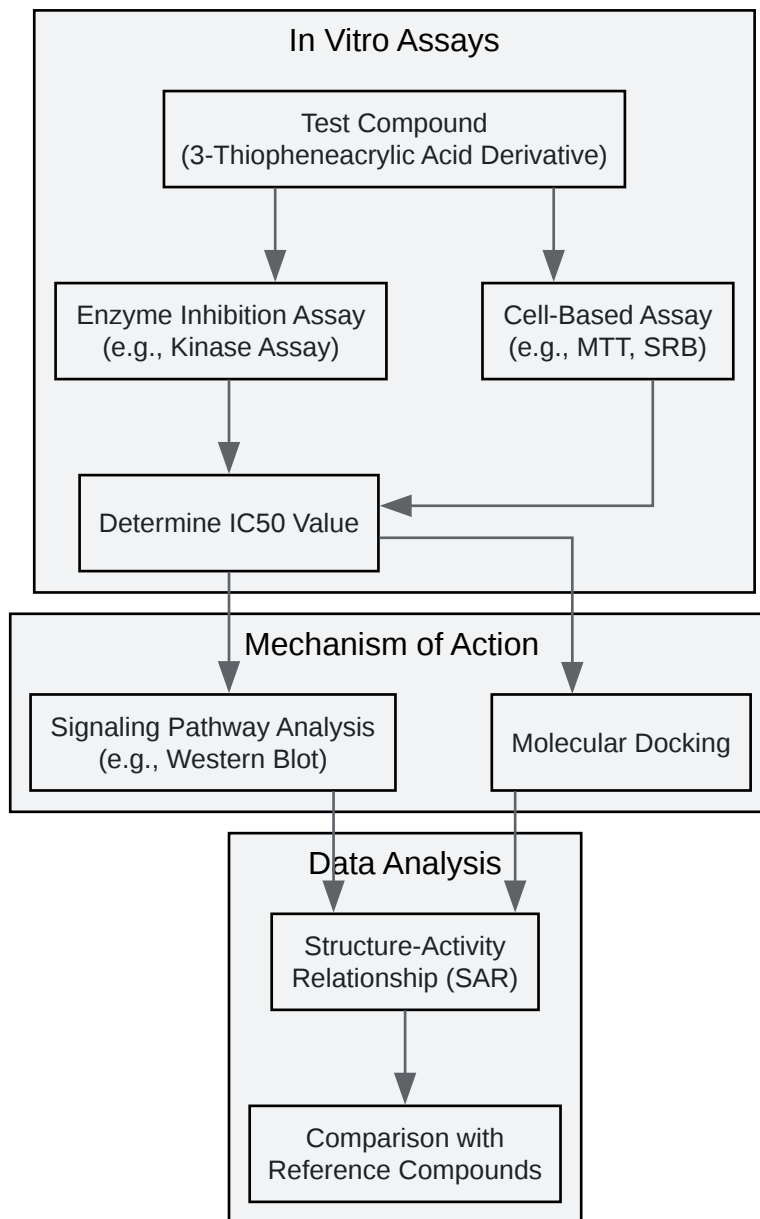 In Vitro Assays
Test Compound
(3-Thiopheneacrylic Acid Derivative)
Enzyme Inhibition Assay
(e.g., Kinase Assay)
Cell-Based Assay
(e.g., MTT, SRB)
Determine IC50 Value
Mechanism of Action
Signaling Pathway Analysis
(e.g., Western Blot)
Molecular Docking
Data Analysis
Structure-Activity
Relationship (SAR)
Comparison with
Reference Compounds